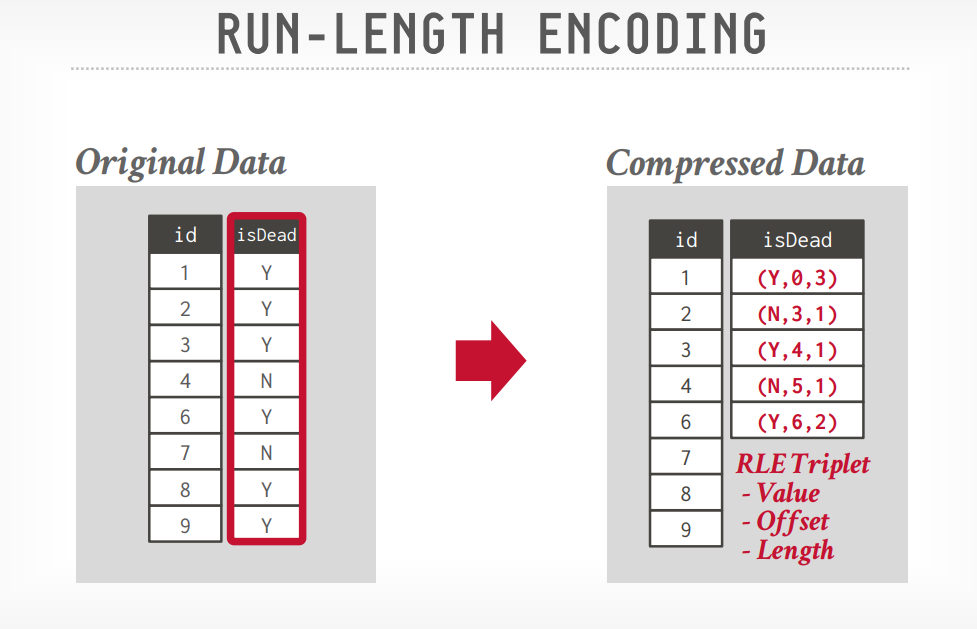 RUN-LENGTH ENCODING
Original Data
id isDead
1 Y
2 Y
3 Y
4 N
6 Y
7 N
8 Y
9 Y
Compressed Data
id isDead
1 (Y,0,3)
2 (N,3,1)
3 (Y,4,1)
4 (N,5,1)
6 (Y,6,2)
7
8
9
RLE Triplet
- Value
- Offset
- Length